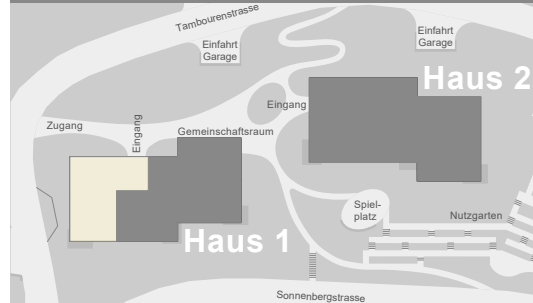 Tambourenstrasse
Einfahrt
Garage
Einfahrt
Garage
Haus 2
Eingang
Zugang
Eingang
Gemeinschaftsraum
Spiel-
platz
Nutzgarten
Haus 1
Sonnenbergstrasse